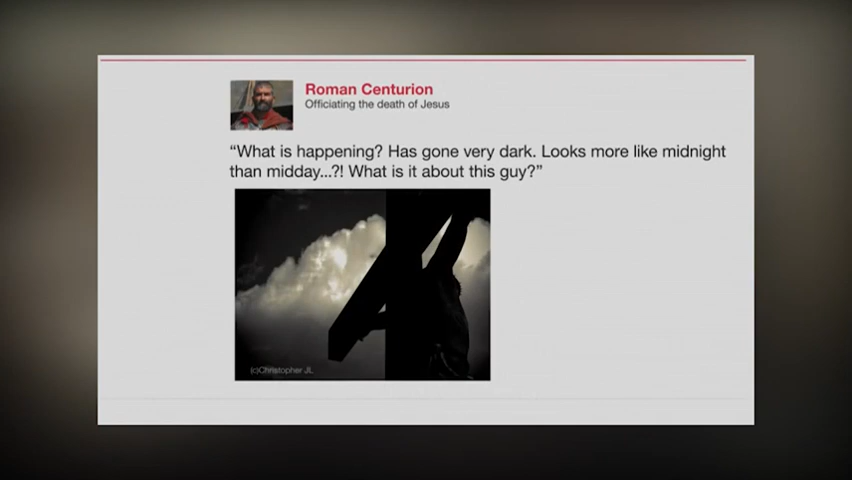 Roman Centurion
Officiating the death of Jesus
“What is happening? Has gone very dark. Looks more like midnight
than midday...?! What is it about this guy?”
(c)Christopher JL